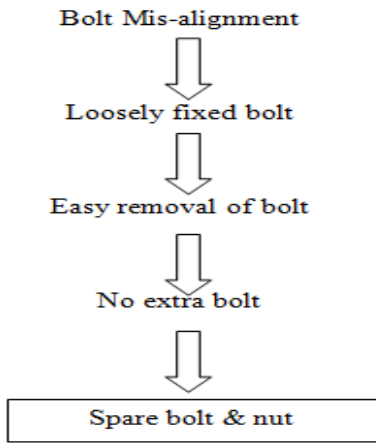 Bolt Mis-alignment
Loosely fixed bolt
Easy removal of bolt
No extra bolt
Spare bolt & nut